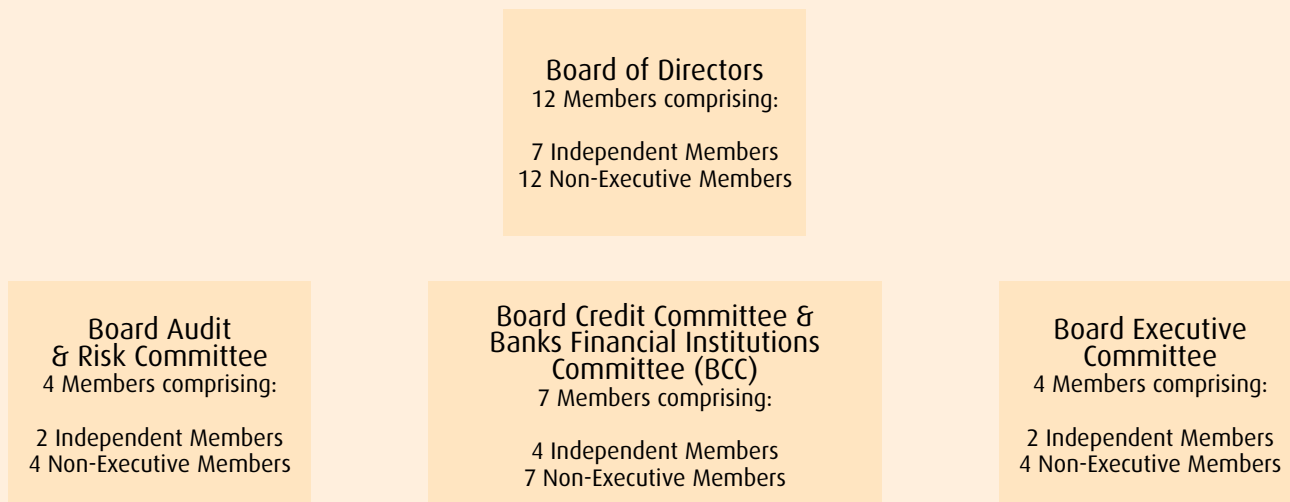 Board of Directors
12 Members comprising:
7 Independent Members
12 Non-Executive Members
Board Audit
& Risk Committee
4 Members comprising:
2 Independent Members
4 Non-Executive Members
Board Credit Committee &
Banks Financial Institutions
Committee (BCC)
7 Members comprising:
4 Independent Members
7 Non-Executive Members
Board Executive
Committee
4 Members comprising:
2 Independent Members
4 Non-Executive Members